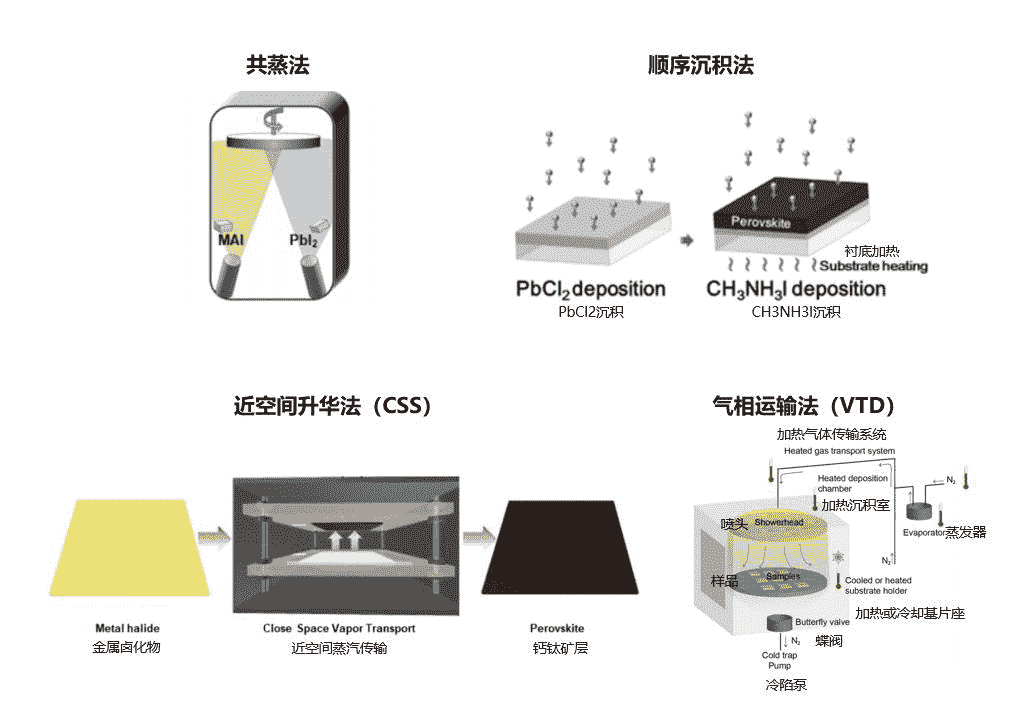 共蒸法
MAI
PbI₂
顺序沉积法
Perovskite
衬底加热
Substrate heating
PbCl₂ deposition
PbCl2沉积
CH₃NH₃I deposition
CH3NH3I沉积
近空间升华法（CSS）
Metal halide
金属卤化物
Close Space Vapor Transport
近空间蒸汽传输
Perovskite
钙钛矿层
气相运输法（VTD）
加热气体传输系统
Heated gas transport system
Heated deposition
chamber
加热沉积室
N₂
喷头
Showerhead
Evaporator
蒸发器
N₂
样品
Samples
Cooled or heated
substrate holder
加热或冷却基片座
Butterfly valve
蝶阀
N₂
Cold trap
Pump
冷陷泵